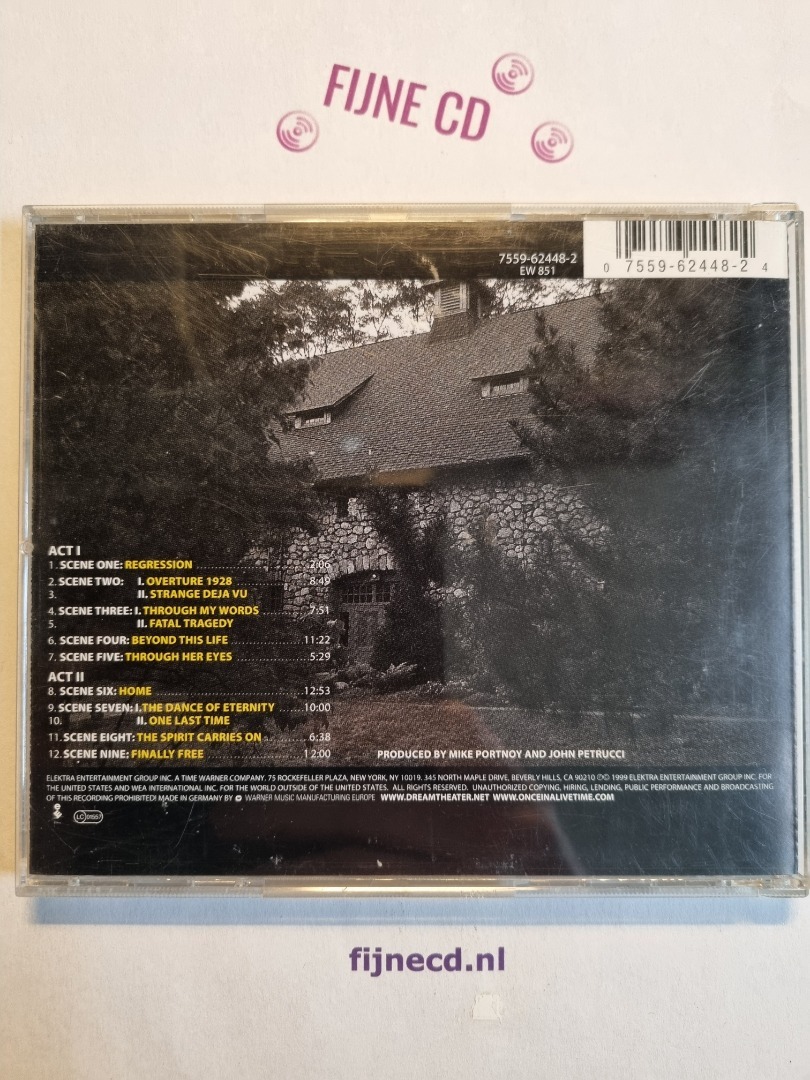 FIJNE CD
7559-62448-2
EW 851
0 7559-62448-2 4
ACT I
1. SCENE ONE: REGRESSION 2:06
2. SCENE TWO: I. OVERTURE 1928 8:49
3. II. STRANGE DEJA VU
4. SCENE THREE: I. THROUGH MY WORDS 7:51
5. II. FATAL TRAGEDY
6. SCENE FOUR: BEYOND THIS LIFE 11:22
7. SCENE FIVE: THROUGH HER EYES 5:29
ACT II
8. SCENE SIX: HOME 12:53
9. SCENE SEVEN: I. THE DANCE OF ETERNITY 10:00
10. II. ONE LAST TIME
11. SCENE EIGHT: THE SPIRIT CARRIES ON 6:38
12. SCENE NINE: FINALLY FREE 12:00
PRODUCED BY MIKE PORTNOY AND JOHN PETRUCCI
ELEKTRA ENTERTAINMENT GROUP INC. A TIME WARNER COMPANY. 75 ROCKEFELLER PLAZA, NEW YORK, NY 10019. 345 NORTH MAPLE DRIVE, BEVERLY HILLS, CA 90210 ℗© 1999 ELEKTRA ENTERTAINMENT GROUP INC. FOR
THE UNITED STATES AND WEA INTERNATIONAL INC. FOR THE WORLD OUTSIDE OF THE UNITED STATES. ALL RIGHTS RESERVED. UNAUTHORIZED COPYING, HIRING, LENDING, PUBLIC PERFORMANCE AND BROADCASTING
OF THIS RECORDING PROHIBITED! MADE IN GERMANY BY WARNER MUSIC MANUFACTURING EUROPE WWW.DREAMTHEATER.NET WWW.ONCEINALIVETIME.COM
LC 01557
fijnecd.nl